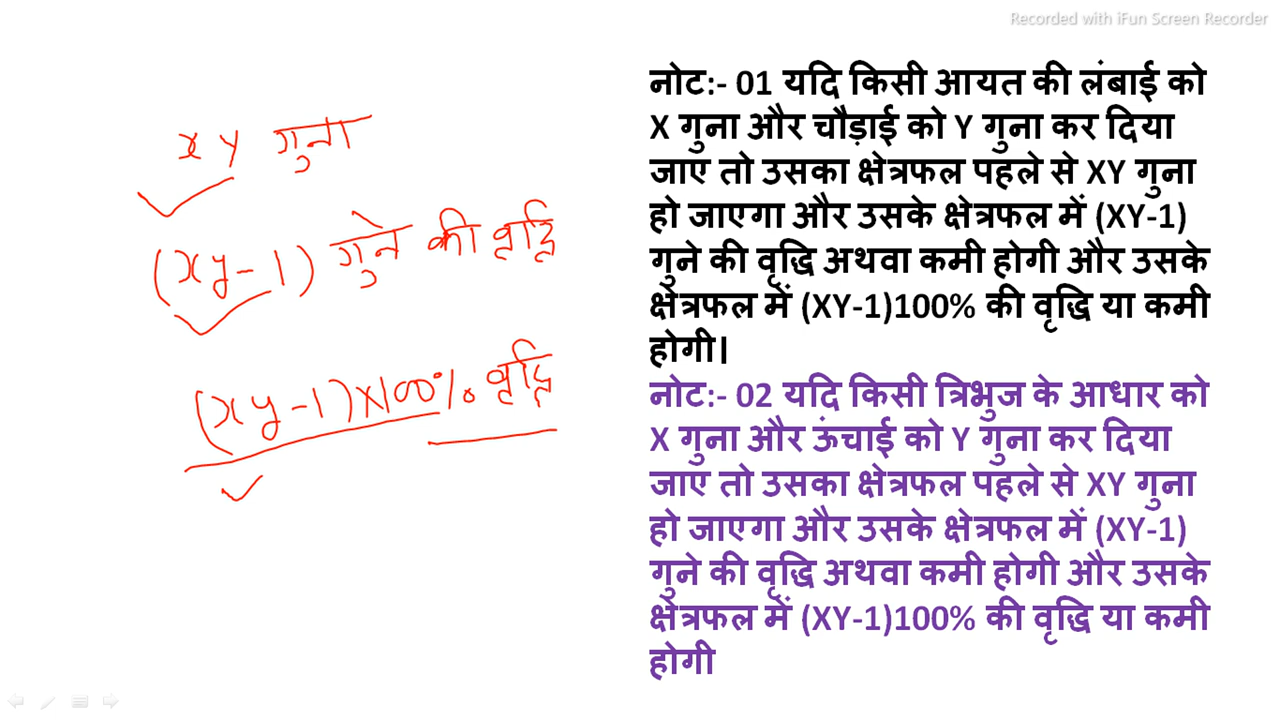 Recorded with iFun Screen Recorder
x y गुना
(xy-1) गुने की वृद्धि
(xy-1)×100% वृद्धि
नोट:- 01 यदि किसी आयत की लंबाई को
X गुना और चौड़ाई को Y गुना कर दिया
जाए तो उसका क्षेत्रफल पहले से XY गुना
हो जाएगा और उसके क्षेत्रफल में (XY-1)
गुने की वृद्धि अथवा कमी होगी और उसके
क्षेत्रफल में (XY-1)100% की वृद्धि या कमी
होगी।
नोट:- 02 यदि किसी त्रिभुज के आधार को
X गुना और ऊंचाई को Y गुना कर दिया
जाए तो उसका क्षेत्रफल पहले से XY गुना
हो जाएगा और उसके क्षेत्रफल में (XY-1)
गुने की वृद्धि अथवा कमी होगी और उसके
क्षेत्रफल में (XY-1)100% की वृद्धि या कमी
होगी